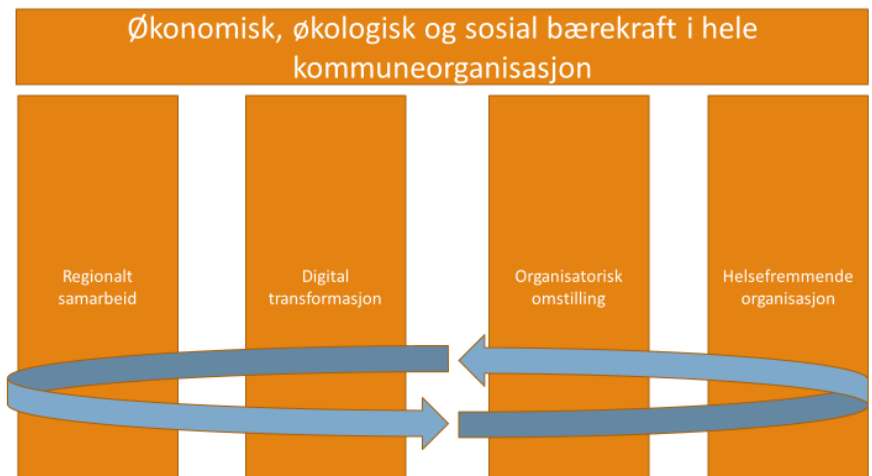 Økonomisk, økologisk og sosial bærekraft i hele
kommuneorganisasjon
Regionalt
samarbeid
Digital
transformasjon
Organisatorisk
omstilling
Helsefremmende
organisasjon